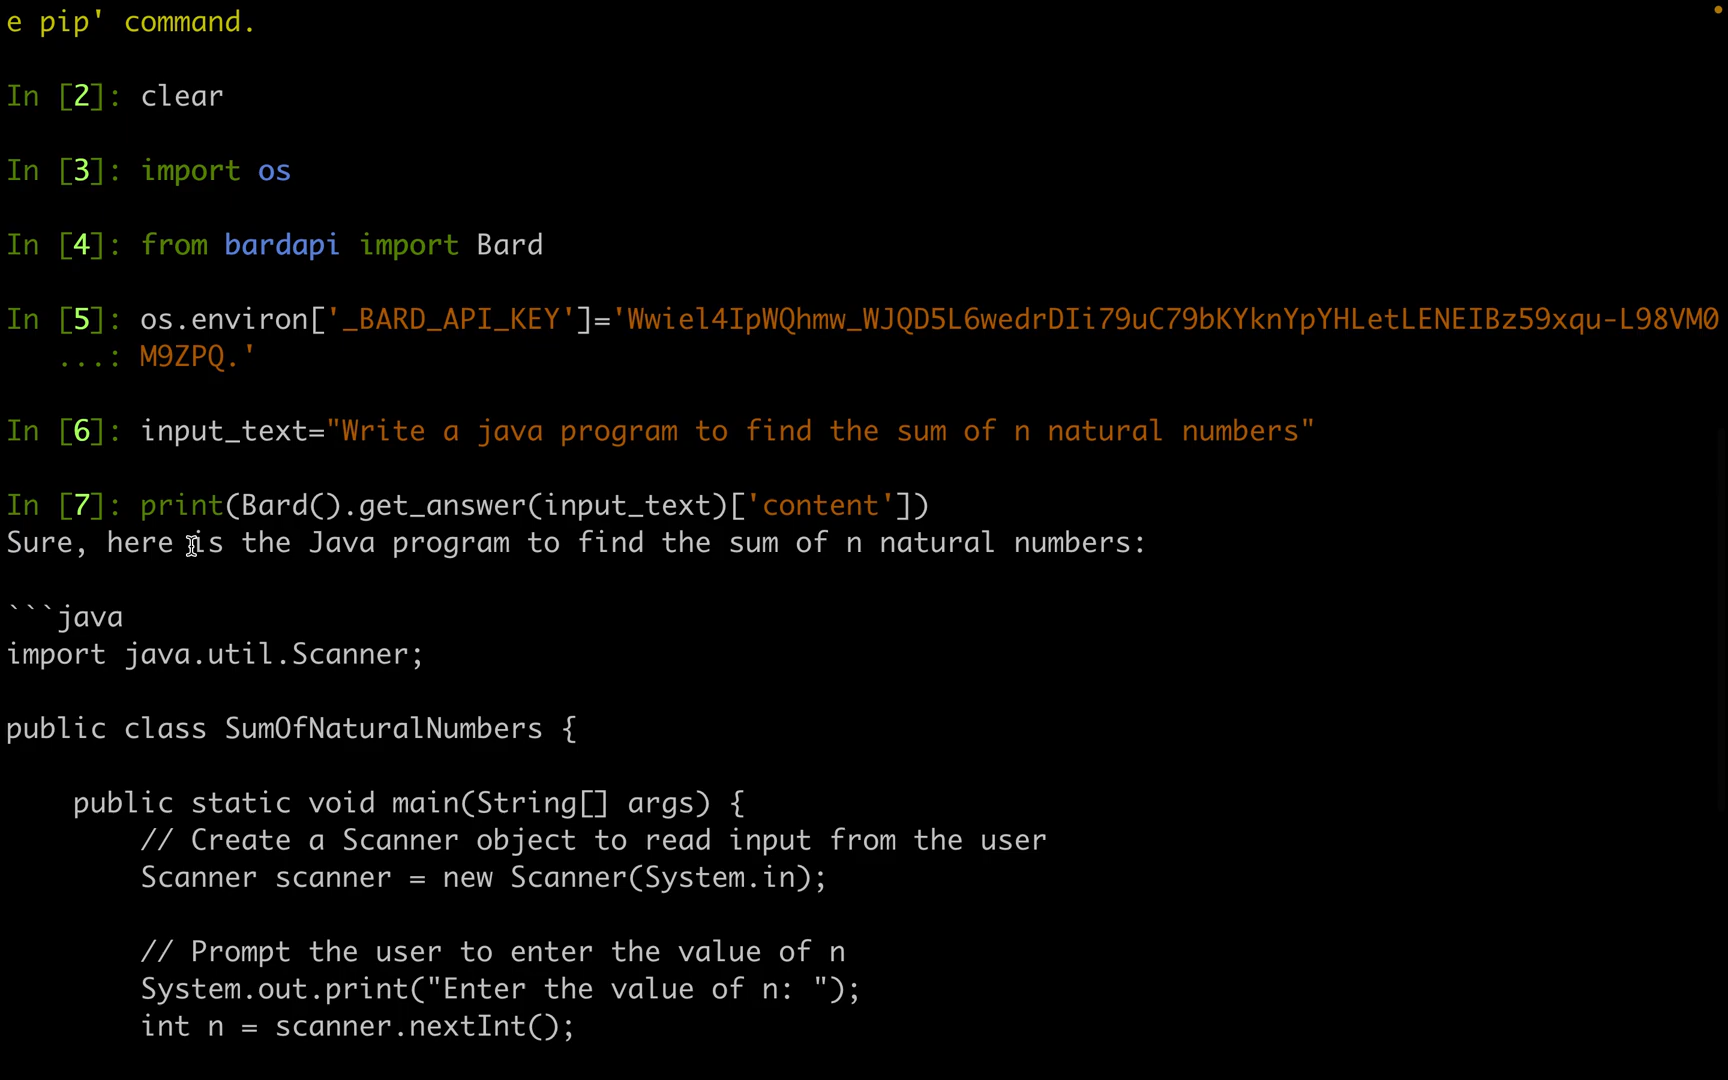 e pip' command.
In [2]: clear
In [3]: import os
In [4]: from bardapi import Bard
In [5]: os.environ['_BARD_API_KEY']='Wwiel4IpWQhmw_WJQD5L6wedrDIi79uC79bKYknYpYHLetLENEIBz59xqu-L98VM0
   ...: M9ZPQ.'
In [6]: input_text="Write a java program to find the sum of n natural numbers"
In [7]: print(Bard().get_answer(input_text)['content'])
Sure, here is the Java program to find the sum of n natural numbers:
```java
import java.util.Scanner;
public class SumOfNaturalNumbers {
    public static void main(String[] args) {
        // Create a Scanner object to read input from the user
        Scanner scanner = new Scanner(System.in);
        // Prompt the user to enter the value of n
        System.out.print("Enter the value of n: ");
        int n = scanner.nextInt();